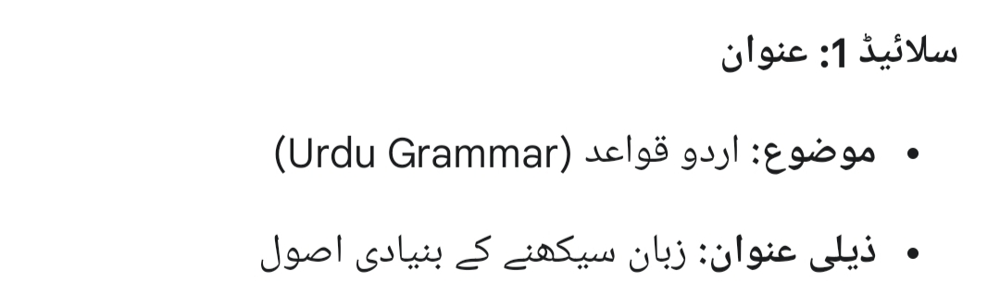 سلائیڈ 1: عنوان
• موضوع: اردو قواعد (Urdu Grammar)
• ذیلی عنوان: زبان سیکھنے کے بنیادی اصول